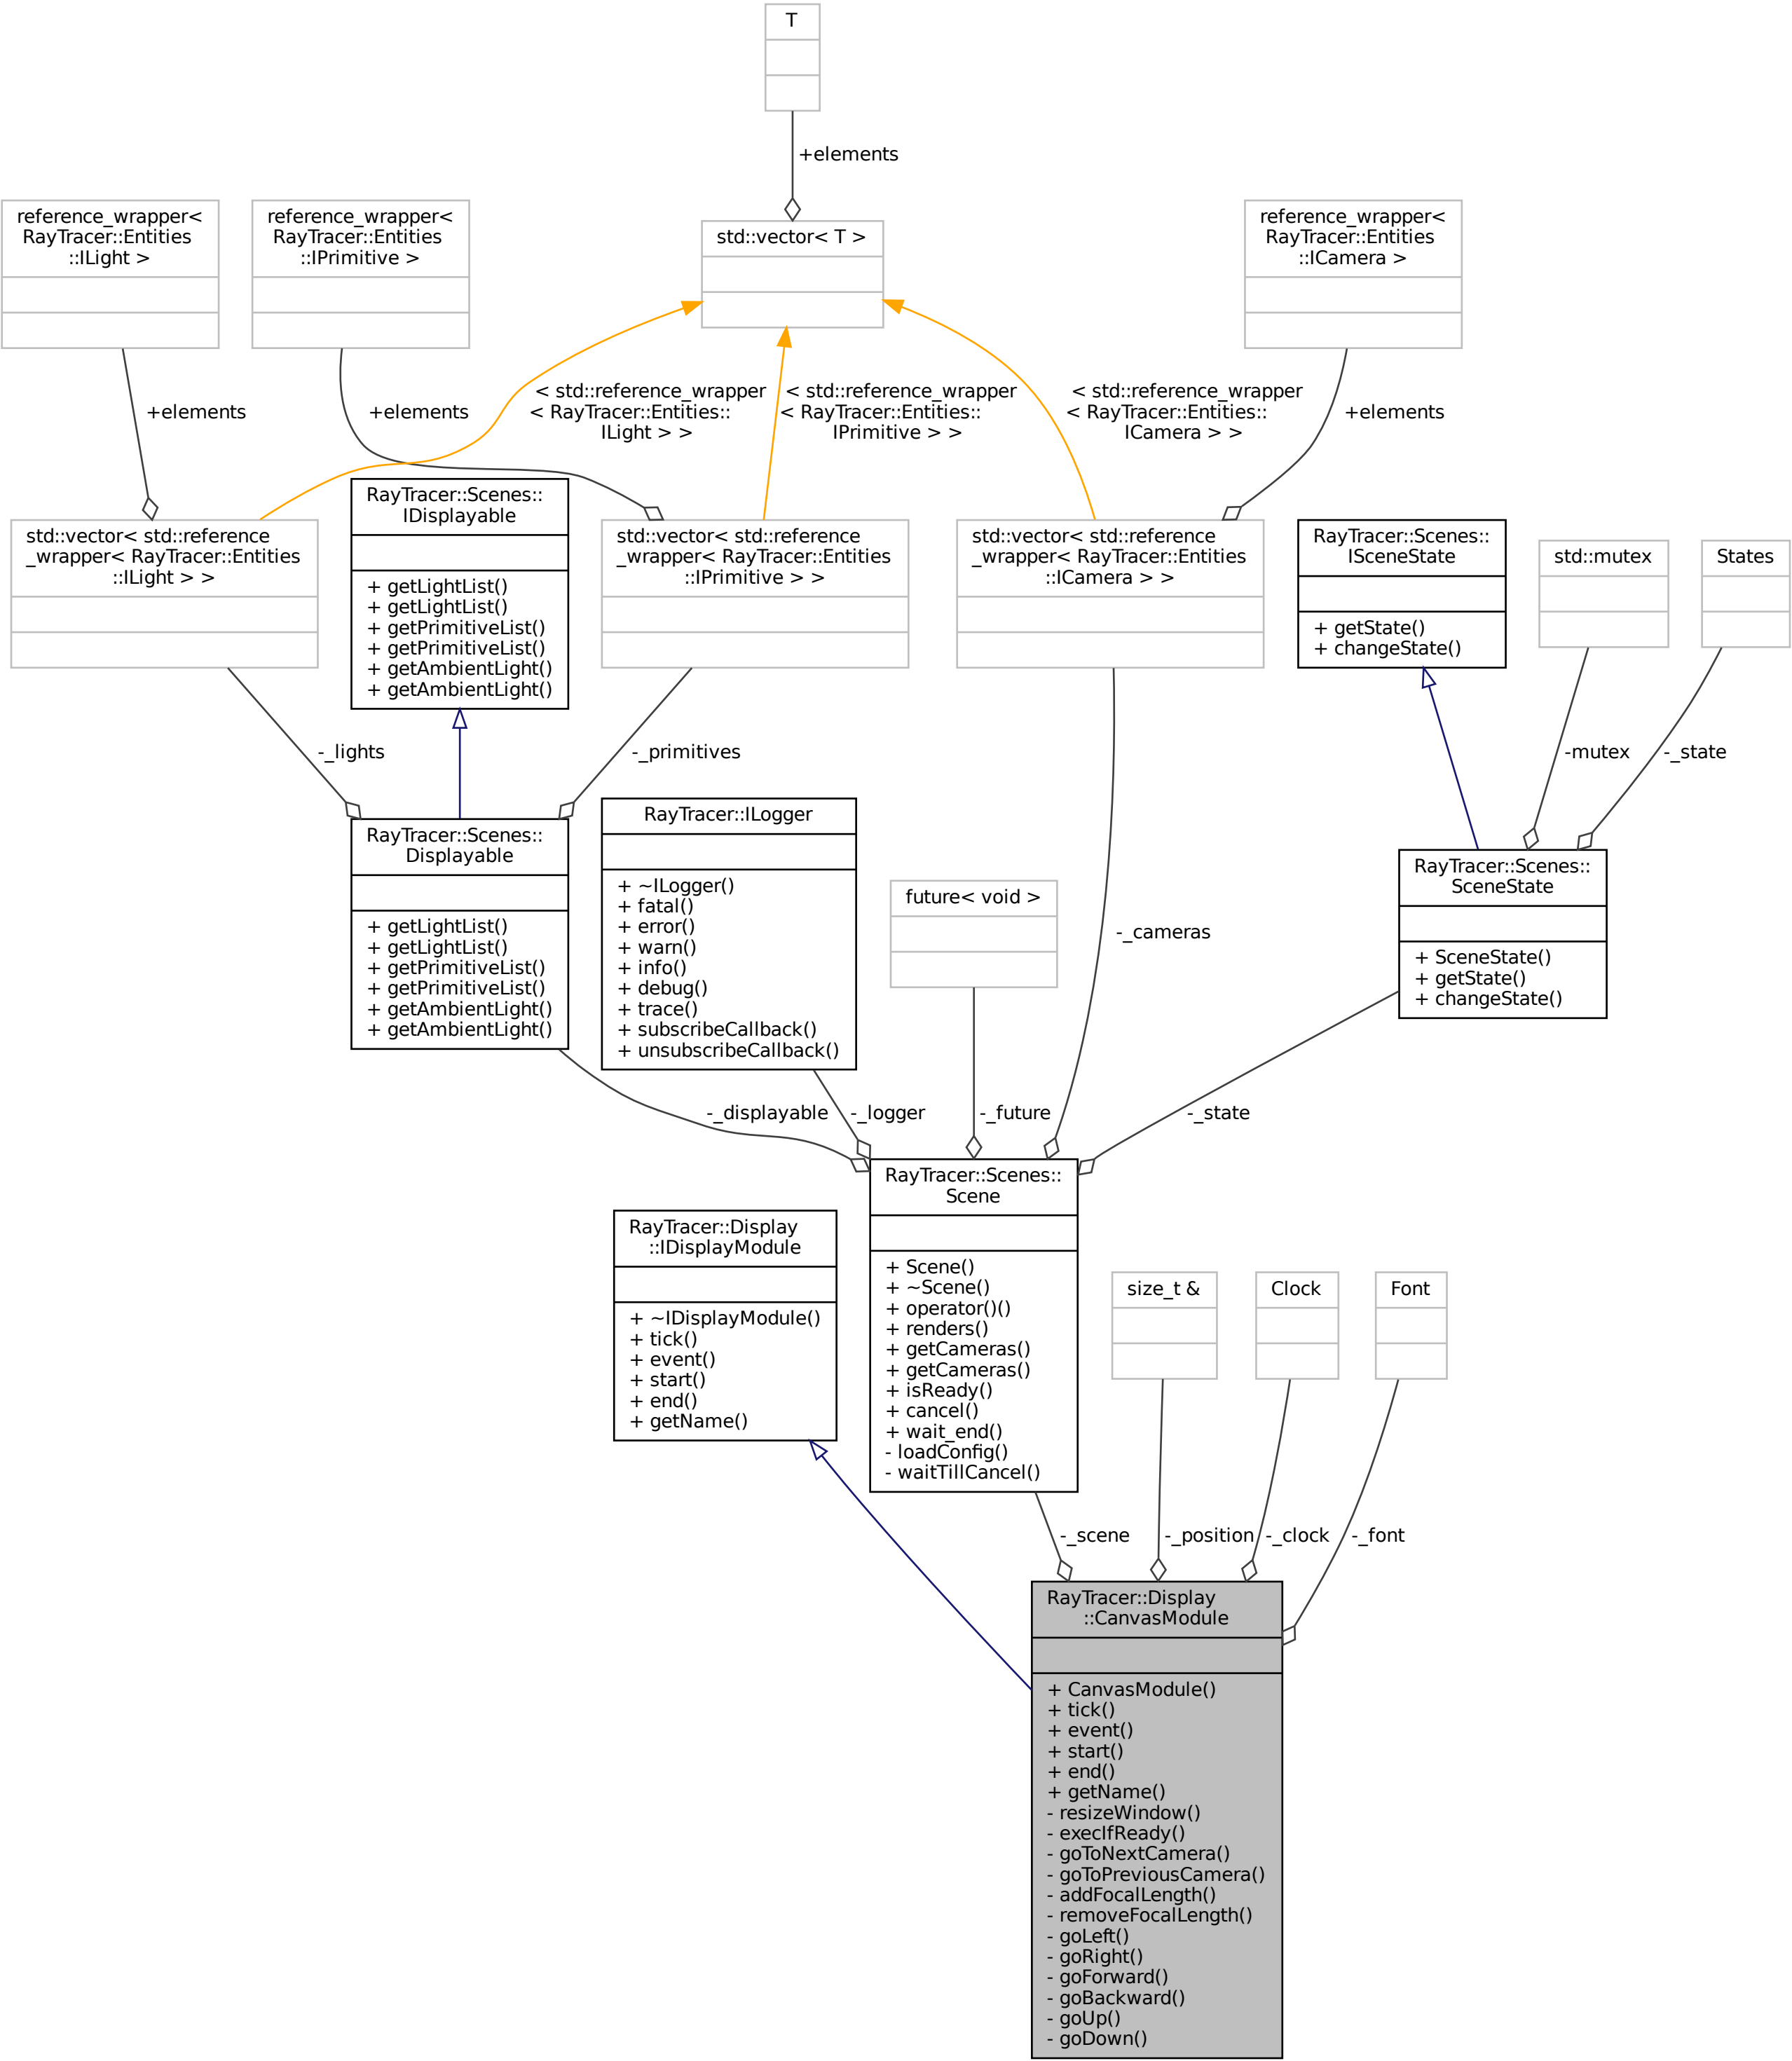 T
+elements
reference_wrapper<
RayTracer::Entities
::ILight >
reference_wrapper<
RayTracer::Entities
::IPrimitive >
std::vector< T >
reference_wrapper<
RayTracer::Entities
::ICamera >
+elements
+elements
< std::reference_wrapper
< RayTracer::Entities::
ILight > >
< std::reference_wrapper
< RayTracer::Entities::
IPrimitive > >
< std::reference_wrapper
< RayTracer::Entities::
ICamera > >
+elements
std::vector< std::reference
_wrapper< RayTracer::Entities
::ILight > >
RayTracer::Scenes::
IDisplayable
+ getLightList()
+ getLightList()
+ getPrimitiveList()
+ getPrimitiveList()
+ getAmbientLight()
+ getAmbientLight()
std::vector< std::reference
_wrapper< RayTracer::Entities
::IPrimitive > >
std::vector< std::reference
_wrapper< RayTracer::Entities
::ICamera > >
RayTracer::Scenes::
ISceneState
+ getState()
+ changeState()
std::mutex
States
-_lights
-_primitives
-mutex
-_state
RayTracer::Scenes::
Displayable
+ getLightList()
+ getLightList()
+ getPrimitiveList()
+ getPrimitiveList()
+ getAmbientLight()
+ getAmbientLight()
RayTracer::ILogger
+ ~ILogger()
+ fatal()
+ error()
+ warn()
+ info()
+ debug()
+ trace()
+ subscribeCallback()
+ unsubscribeCallback()
future< void >
-_cameras
RayTracer::Scenes::
SceneState
+ SceneState()
+ getState()
+ changeState()
-_displayable
-_logger
-_future
-_state
RayTracer::Scenes::
Scene
+ Scene()
+ ~Scene()
+ operator()()
+ renders()
+ getCameras()
+ getCameras()
+ isReady()
+ cancel()
+ wait_end()
- loadConfig()
- waitTillCancel()
RayTracer::Display
::IDisplayModule
+ ~IDisplayModule()
+ tick()
+ event()
+ start()
+ end()
+ getName()
size_t &
Clock
Font
-_scene
-_position
-_clock
-_font
RayTracer::Display
::CanvasModule
+ CanvasModule()
+ tick()
+ event()
+ start()
+ end()
+ getName()
- resizeWindow()
- execIfReady()
- goToNextCamera()
- goToPreviousCamera()
- addFocalLength()
- removeFocalLength()
- goLeft()
- goRight()
- goForward()
- goBackward()
- goUp()
- goDown()